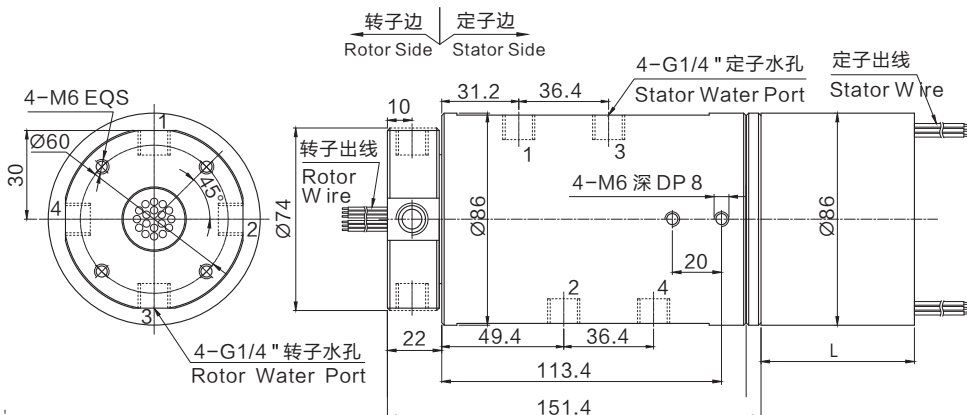 转子边 定子边
Rotor Side Stator Side
4-G1/4" 定子水孔
Stator Water Port
定子出线
Stator Wire
4-M6 EQS
31.2 36.4
10
1
Ø60
30
转子出线
Rotor
Wire
1 3
45°
4-M6 深 DP 8
4
2
Ø74
Ø86
Ø86
20
2 4
3
4-G1/4" 转子水孔
Rotor Water Port
22
49.4 36.4
L
113.4
151.4